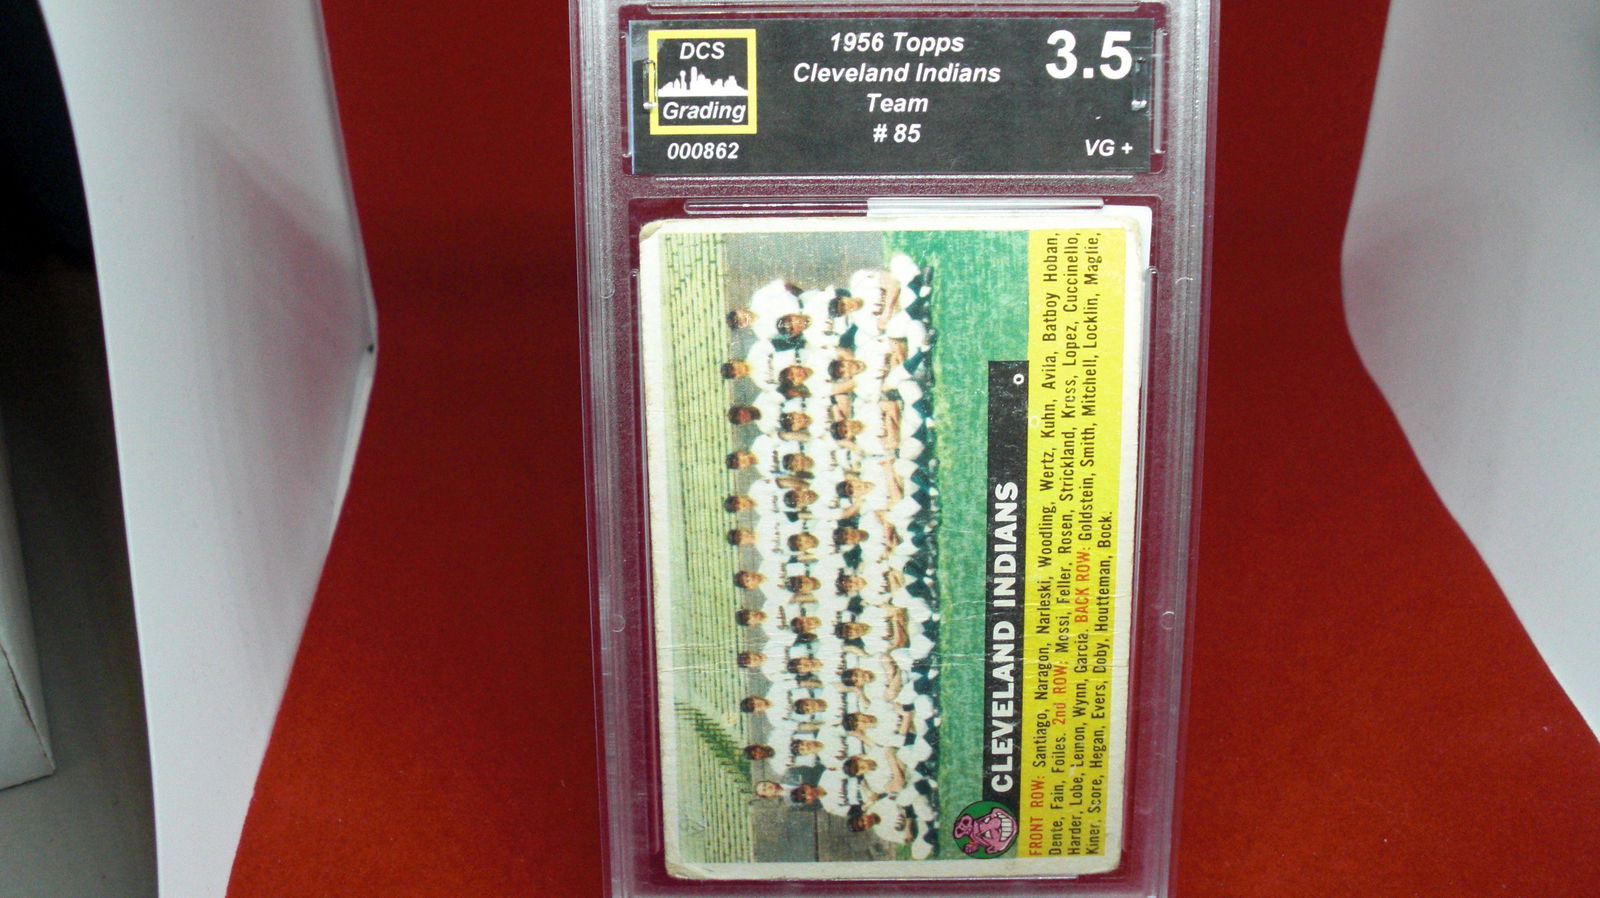 DCS
Grading
000862
1956 Topps
Cleveland Indians
Team
# 85
3.5
VG +
CLEVELAND INDIANS
FRONT ROW: Santiago, Naragon, Narleski, Woodling, Wertz, Kuhn, Avila, Batboy Hoban,
Dente, Fain, Foiles. 2nd ROW: Mossi, Feller, Rosen, Strickland, Kress, Lopez, Cuccinello,
Harder, Lobe, Lemon, Wynn, Garcia. BACK ROW: Goldstein, Smith, Mitchell, Locklin, Maglie,
Kiner, Score, Hegan, Evers, Doby, Houtteman, Bock.